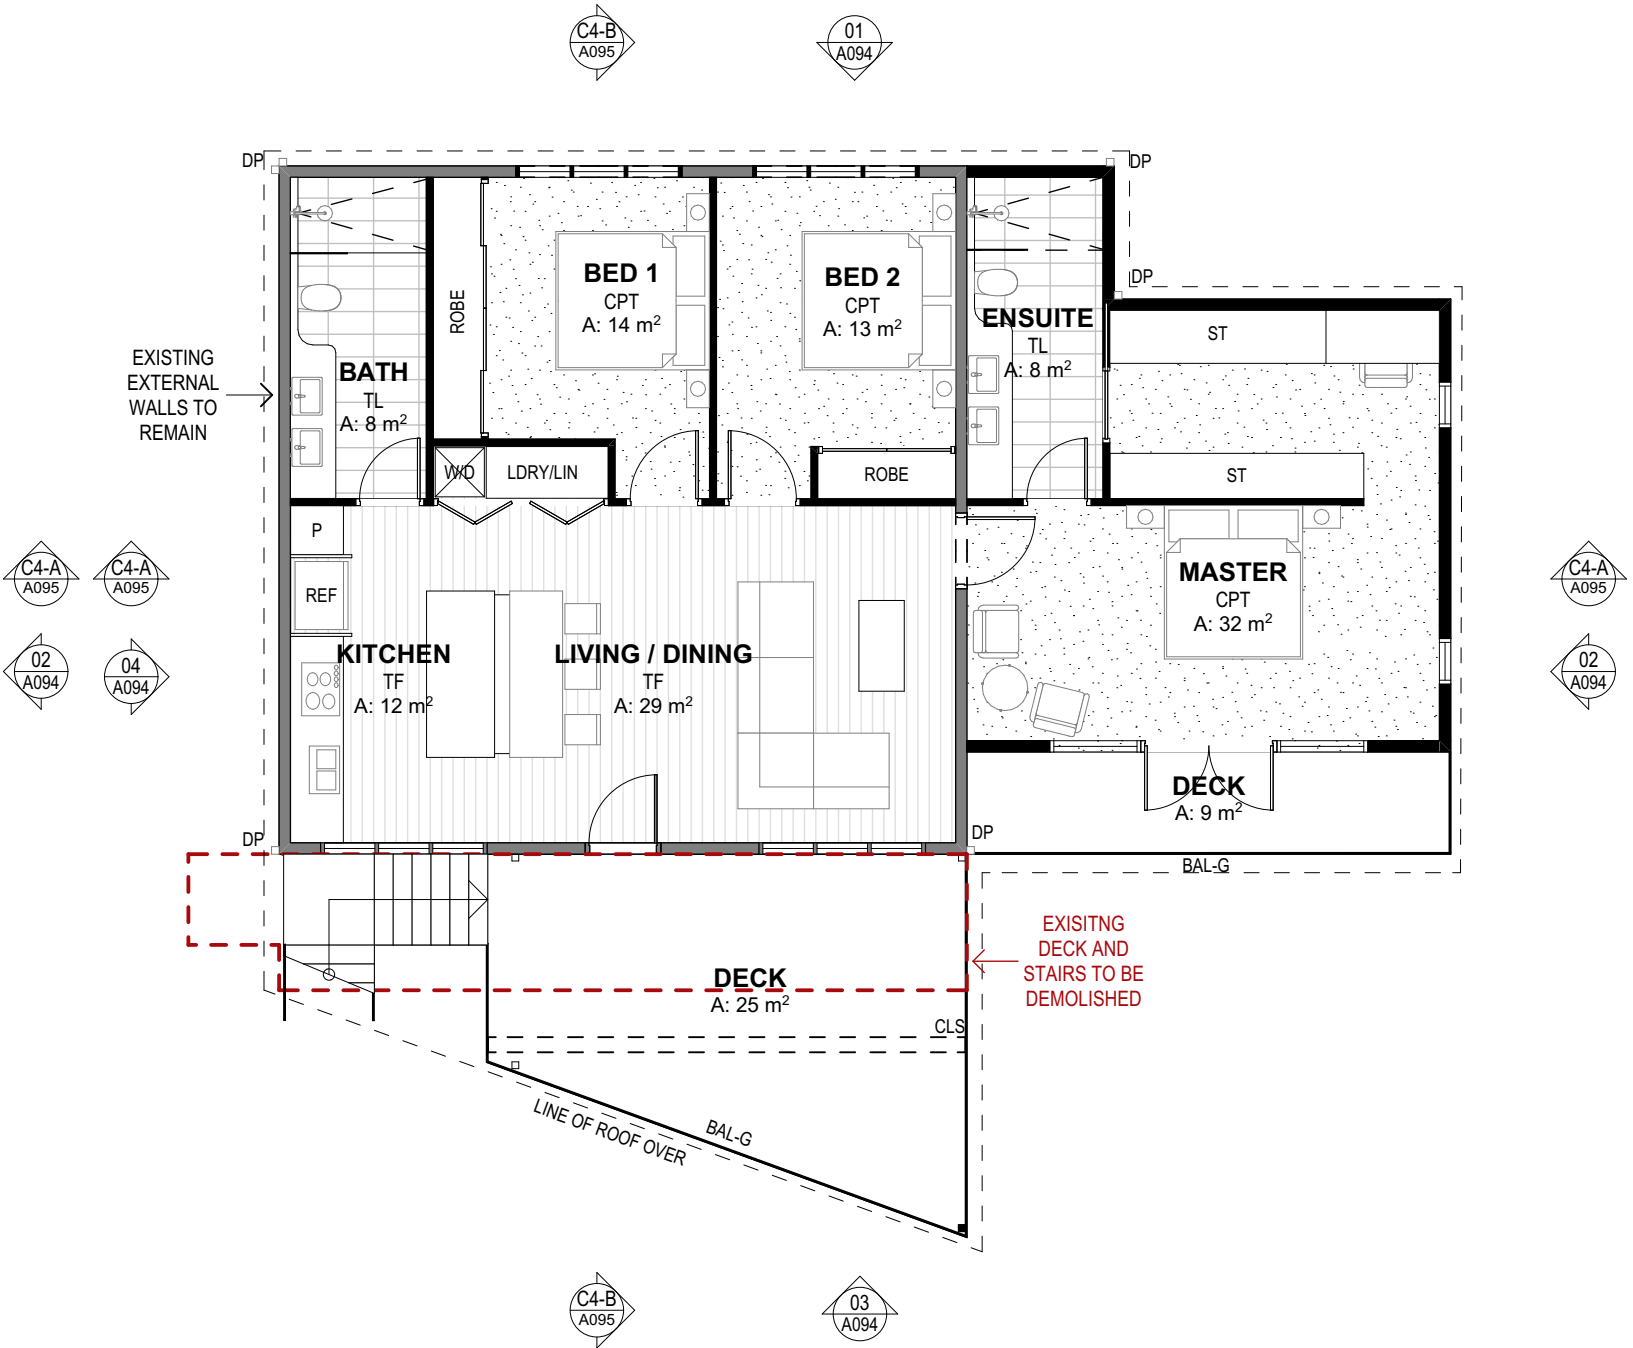 C4-B
A095
01
A094
DP
DP
DP
BED 1
CPT
A: 14 m²
BED 2
CPT
A: 13 m²
ROBE
ENSUITE
TL
A: 8 m²
ST
EXISTING
EXTERNAL
WALLS TO
REMAIN
BATH
TL
A: 8 m²
W/D
LDRY/LIN
ROBE
ST
P
REF
C4-A
A095
C4-A
A095
MASTER
CPT
A: 32 m²
C4-A
A095
02
A094
04
A094
KITCHEN
TF
A: 12 m²
LIVING / DINING
TF
A: 29 m²
02
A094
DECK
A: 9 m²
DP
DP
BAL-G
EXISITNG
DECK AND
STAIRS TO BE
DEMOLISHED
DECK
A: 25 m²
CLS
LINE OF ROOF OVER
BAL-G
C4-B
A095
03
A094